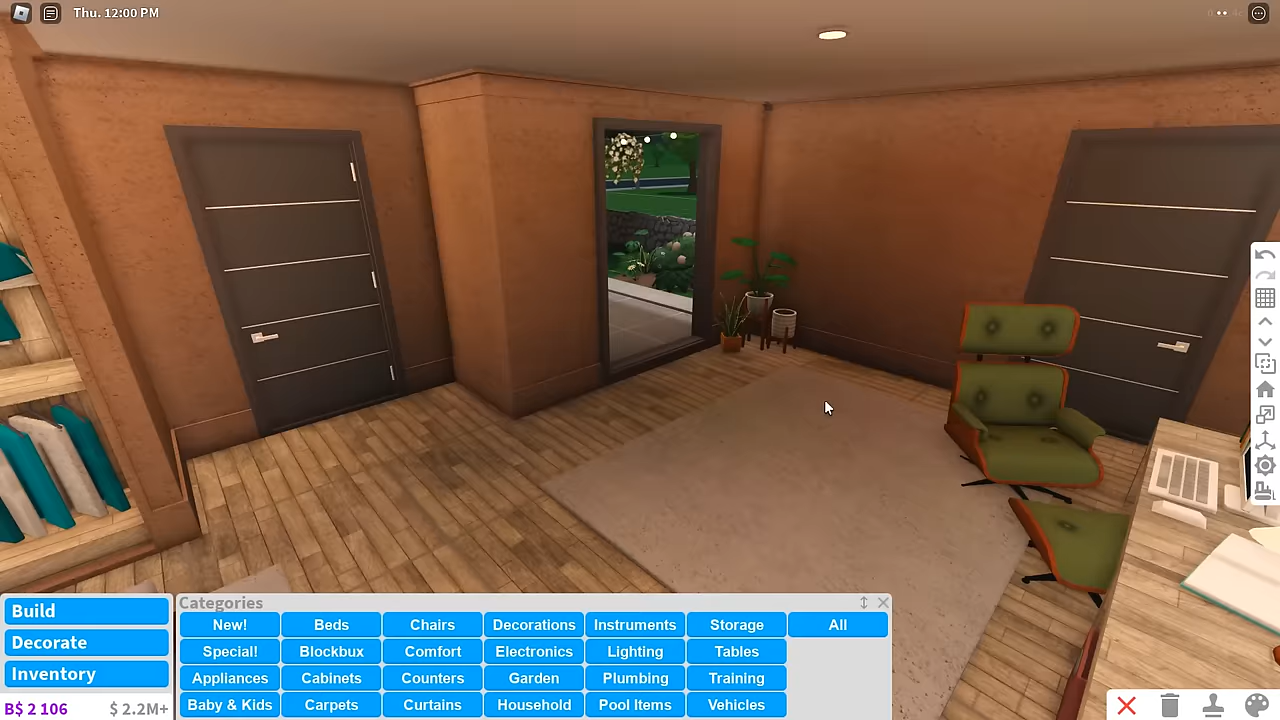 Thu. 12:00 PM
Build
Decorate
Inventory
B$ 2 106 $ 2.2M+
Categories
New! Beds Chairs Decorations Instruments Storage All
Special! Blockbux Comfort Electronics Lighting Tables
Appliances Cabinets Counters Garden Plumbing Training
Baby & Kids Carpets Curtains Household Pool Items Vehicles